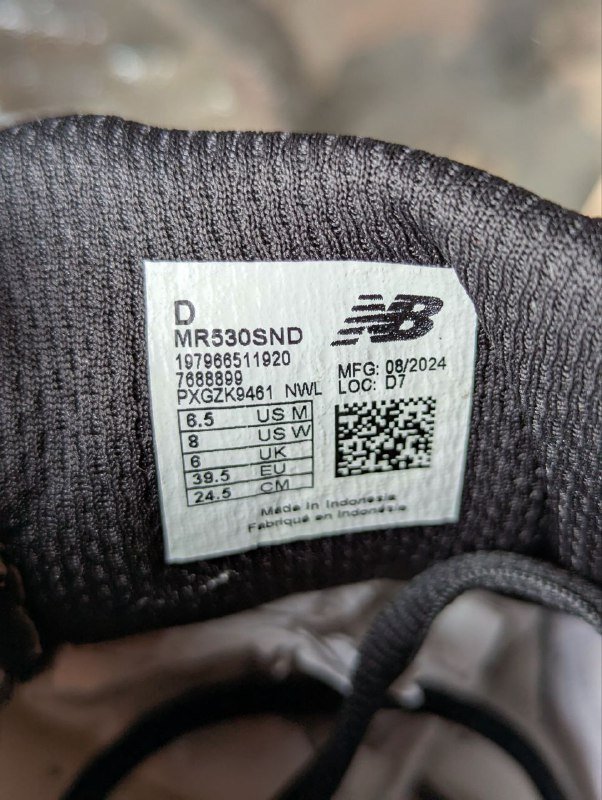 D
MR530SND
197966511920
7688899
PXGZK9461 NWL
NB
MFG: 08/2024
LOC: D7
6.5 US M
8 US W
6 UK
39.5 EU
24.5 CM
Made in Indonesia
Fabriqué en Indonésie